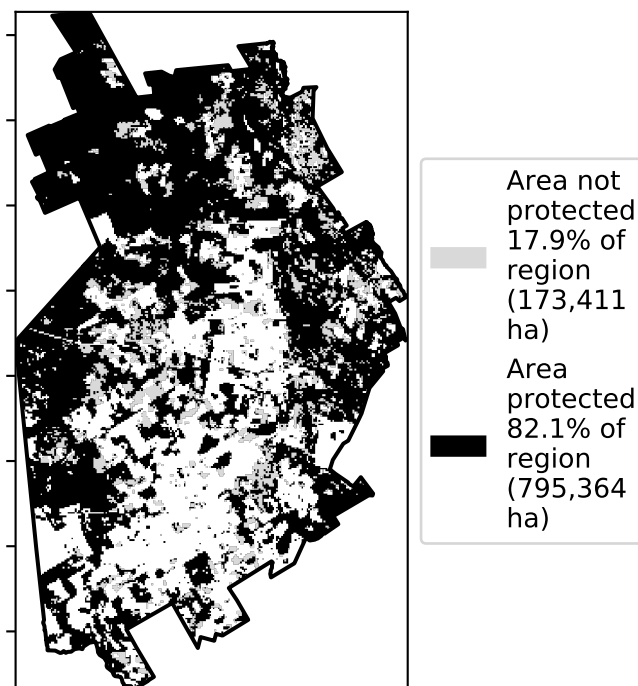 Area not
protected
17.9% of
region
(173,411
ha)
Area
protected
82.1% of
region
(795,364
ha)